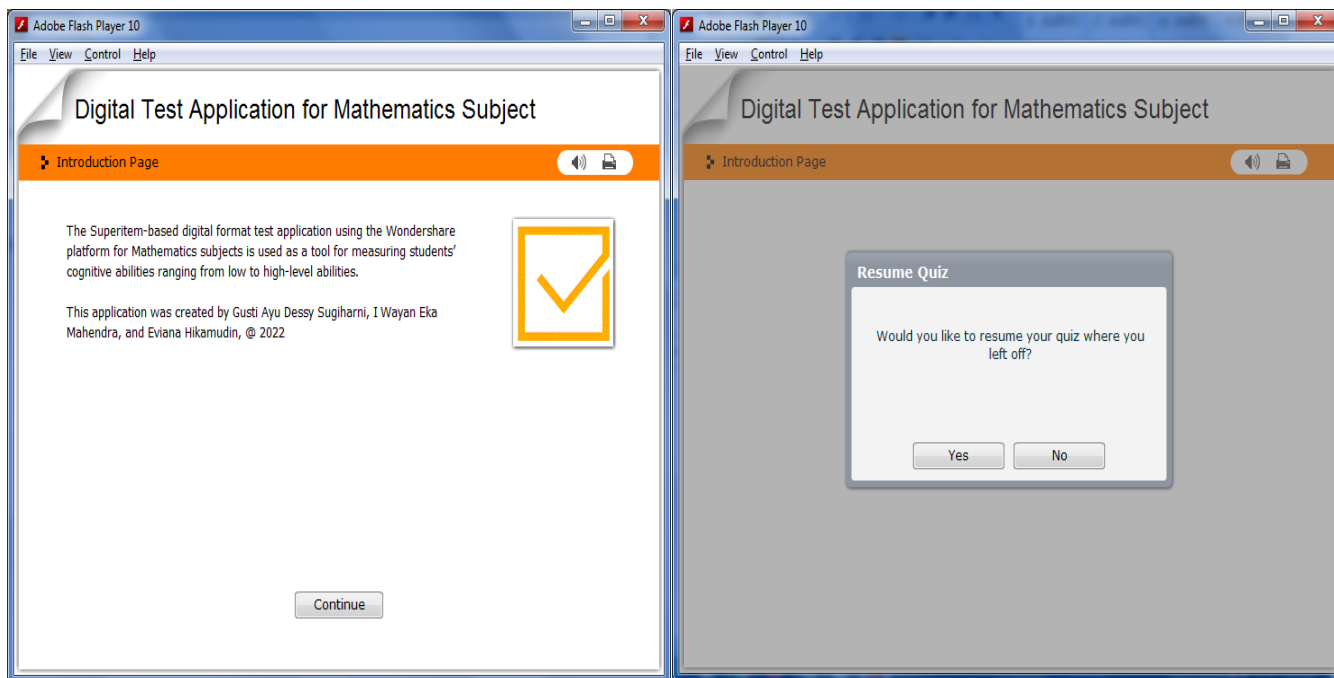 Adobe Flash Player 10
File View Control Help
Digital Test Application for Mathematics Subject
Introduction Page
The Superitem-based digital format test application using the Wondershare
platform for Mathematics subjects is used as a tool for measuring students'
cognitive abilities ranging from low to high-level abilities.
This application was created by Gusti Ayu Dessy Sugiharni, I Wayan Eka
Mahendra, and Eviana Hikamudin, @ 2022
Continue
Adobe Flash Player 10
File View Control Help
Digital Test Application for Mathematics Subject
Introduction Page
Resume Quiz
Would you like to resume your quiz where you
left off?
Yes No